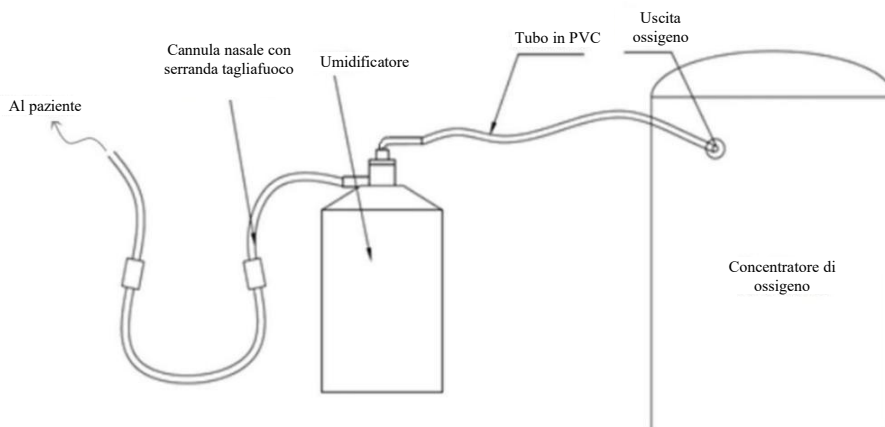 Uscita
ossigeno
Tubo in PVC
Cannula nasale con
serranda tagliafuoco
Umidificatore
Al paziente
Concentratore di
ossigeno